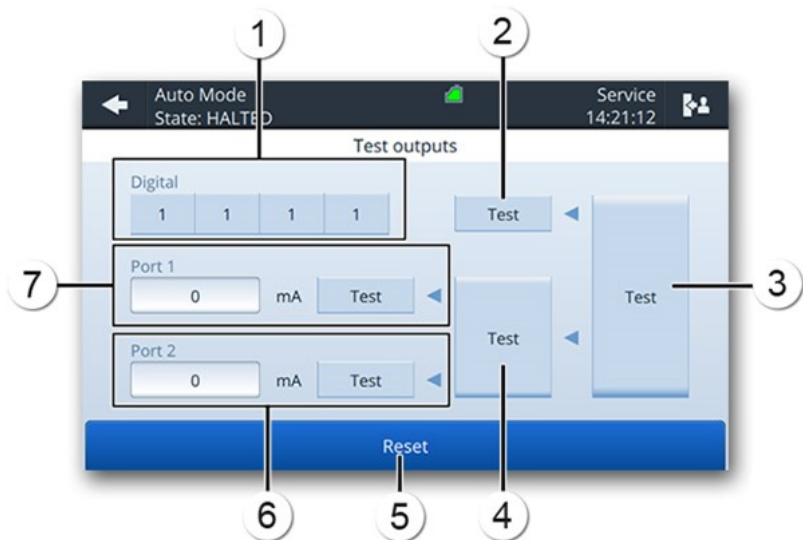 1
2
Auto Mode
State: HALTED
Service
14:21:12
Test outputs
Digital
1 1 1 1
Test
Port 1
0 mA Test
Test
Test
Port 2
0 mA Test
Reset
7
3
6
5
4